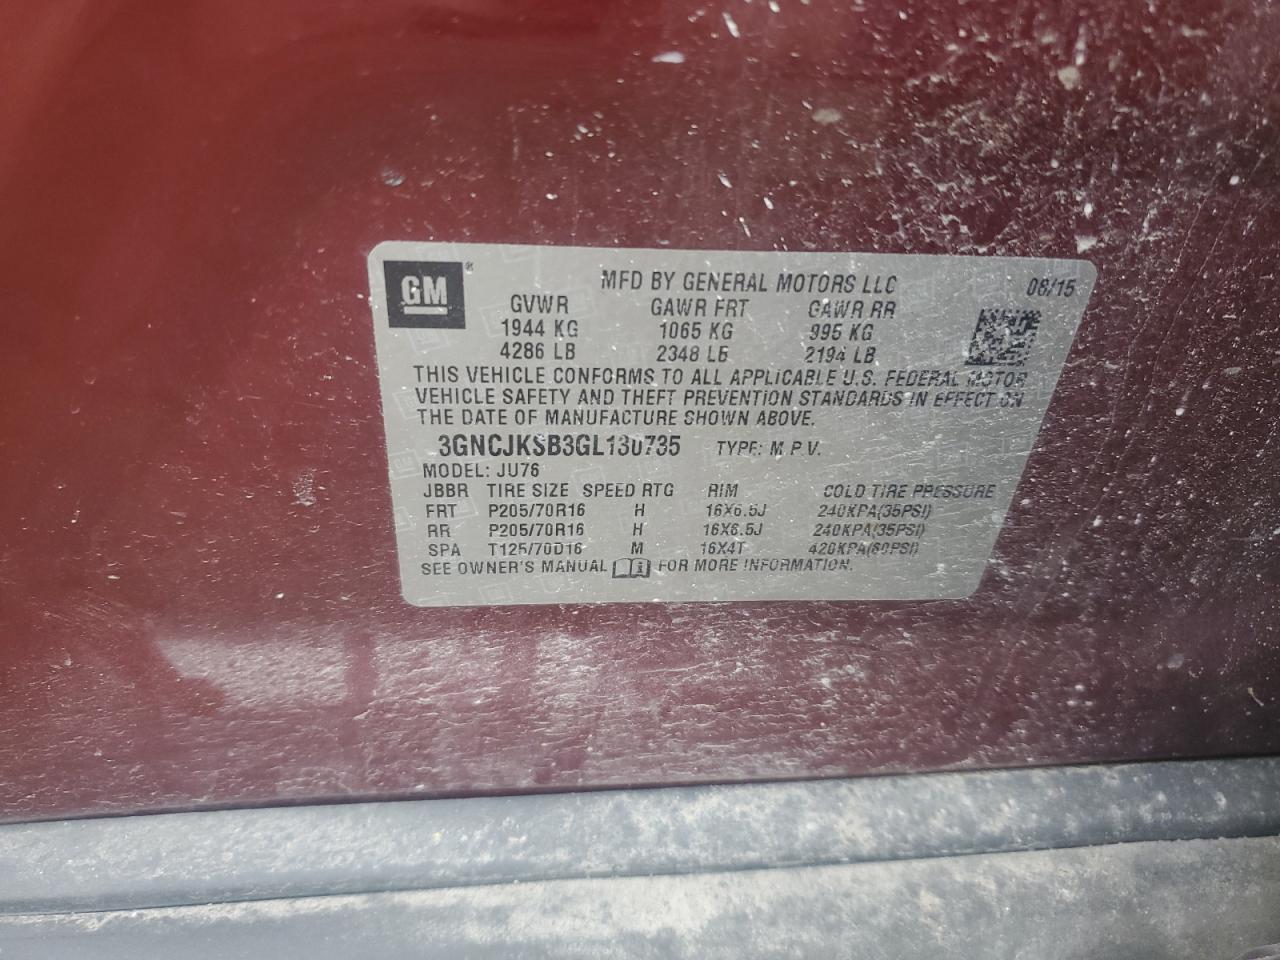 GM®
MFD BY GENERAL MOTORS LLC 08/15
GVWR GAWR FRT GAWR RR
1944 KG 1065 KG 995 KG
4286 LB 2348 LB 2194 LB
THIS VEHICLE CONFORMS TO ALL APPLICABLE U.S. FEDERAL MOTOR
VEHICLE SAFETY AND THEFT PREVENTION STANDARDS IN EFFECT ON
THE DATE OF MANUFACTURE SHOWN ABOVE.
3GNCJKSB3GL130735 TYPE: M.P.V.
MODEL: JU76
JBBR TIRE SIZE SPEED RTG RIM COLD TIRE PRESSURE
FRT P205/70R16 H 16X6.5J 240KPA(35PSI)
RR P205/70R16 H 16X6.5J 240KPA(35PSI)
SPA T125/70D16 M 16X4T 420KPA(60PSI)
SEE OWNER'S MANUAL FOR MORE INFORMATION.